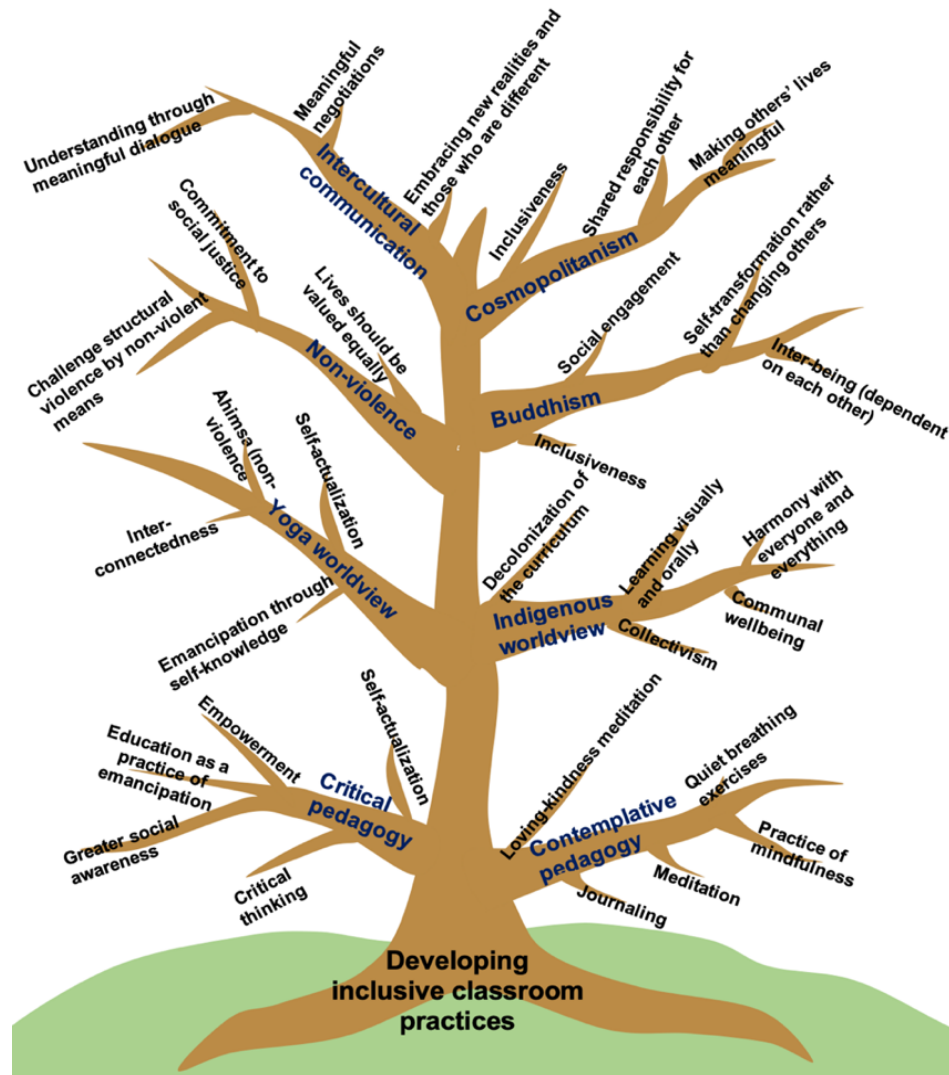 Understanding through
meaningful dialogue
Meaningful
negotiations
Intercultural
communication
Embracing new realities and
those who are different
Inclusiveness
Shared responsibility for
each other
Making others' lives
meaningful
Cosmopolitanism
Commitment to
social justice
Challenge structural
violence by non-violent
means
Lives should be
valued equally
Non-violence
Social engagement
Self-transformation rather
than changing others
Inter-being (dependent
on each other)
Buddhism
Inclusiveness
Ahimsa (non-
violence
Self-actualization
Inter-
connectedness
Yoga worldview
Emancipation through
self-knowledge
Decolonization of
the curriculum
Learning visually
and orally
Harmony with
everyone and
everything
Indigenous
worldview
Collectivism
Communal
wellbeing
Empowerment
Self-actualization
Education as a
practice of
emancipation
Critical
pedagogy
Greater social
awareness
Critical
thinking
Loving-kindness meditation
Quiet breathing
exercises
Contemplative
pedagogy
Practice of
mindfulness
Meditation
Journaling
Developing
inclusive classroom
practices